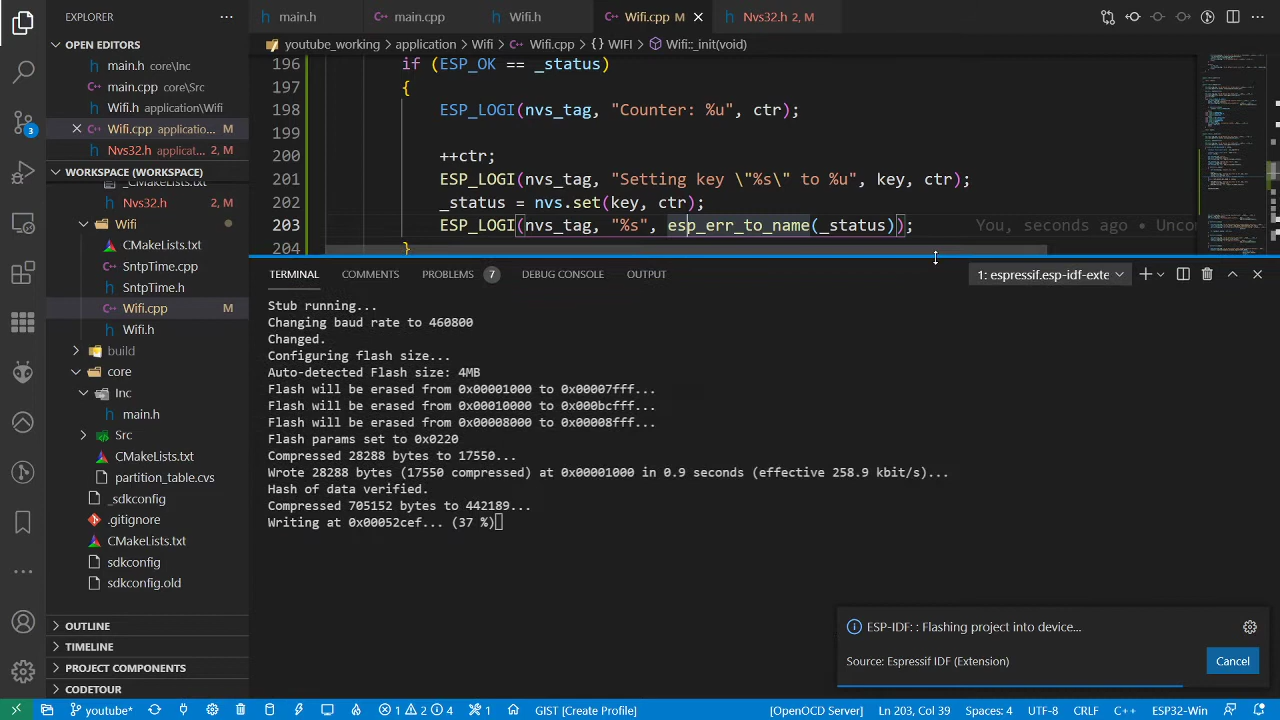 EXPLORER
main.h
main.cpp
Wifi.h
Wifi.cpp M
Nvs32.h 2, M
OPEN EDITORS
main.h core\Inc
main.cpp core\Src
Wifi.h application\Wifi
Wifi.cpp applicatio... M
Nvs32.h applicat... 2, M
WORKSPACE (WORKSPACE)
CMakeLists.txt
Nvs32.h 2, M
Wifi
CMakeLists.txt
SntpTime.cpp
SntpTime.h
Wifi.cpp M
Wifi.h
build
core
Inc
main.h
Src
CMakeLists.txt
partition_table.cvs
_sdkconfig
.gitignore
CMakeLists.txt
sdkconfig
sdkconfig.old
OUTLINE
TIMELINE
PROJECT COMPONENTS
CODETOUR
3
youtube_working > application > Wifi > Wifi.cpp > {} WIFI > Wifi::_init(void)
196 if (ESP_OK == _status)
197 {
198 ESP_LOGI(nvs_tag, "Counter: %u", ctr);
199
200 ++ctr;
201 ESP_LOGI(nvs_tag, "Setting key \"%s\" to %u", key, ctr);
202 _status = nvs.set(key, ctr);
203 ESP_LOGI(nvs_tag, "%s", esp_err_to_name(_status)); You, seconds ago • Unco
204 }
TERMINAL COMMENTS PROBLEMS 7 DEBUG CONSOLE OUTPUT
1: espressif.esp-idf-exte
Stub running...
Changing baud rate to 460800
Changed.
Configuring flash size...
Auto-detected Flash size: 4MB
Flash will be erased from 0x00001000 to 0x00007fff...
Flash will be erased from 0x00010000 to 0x000bcfff...
Flash will be erased from 0x00008000 to 0x00008fff...
Flash params set to 0x0220
Compressed 28288 bytes to 17550...
Wrote 28288 bytes (17550 compressed) at 0x00001000 in 0.9 seconds (effective 258.9 kbit/s)...
Hash of data verified.
Compressed 705152 bytes to 442189...
Writing at 0x00052cef... (37 %)
ESP-IDF: : Flashing project into device...
Source: Espressif IDF (Extension)
Cancel
youtube* 1 2 4 1 GIST [Create Profile] [OpenOCD Server] Ln 203, Col 39 Spaces: 4 UTF-8 CRLF C++ ESP32-Win